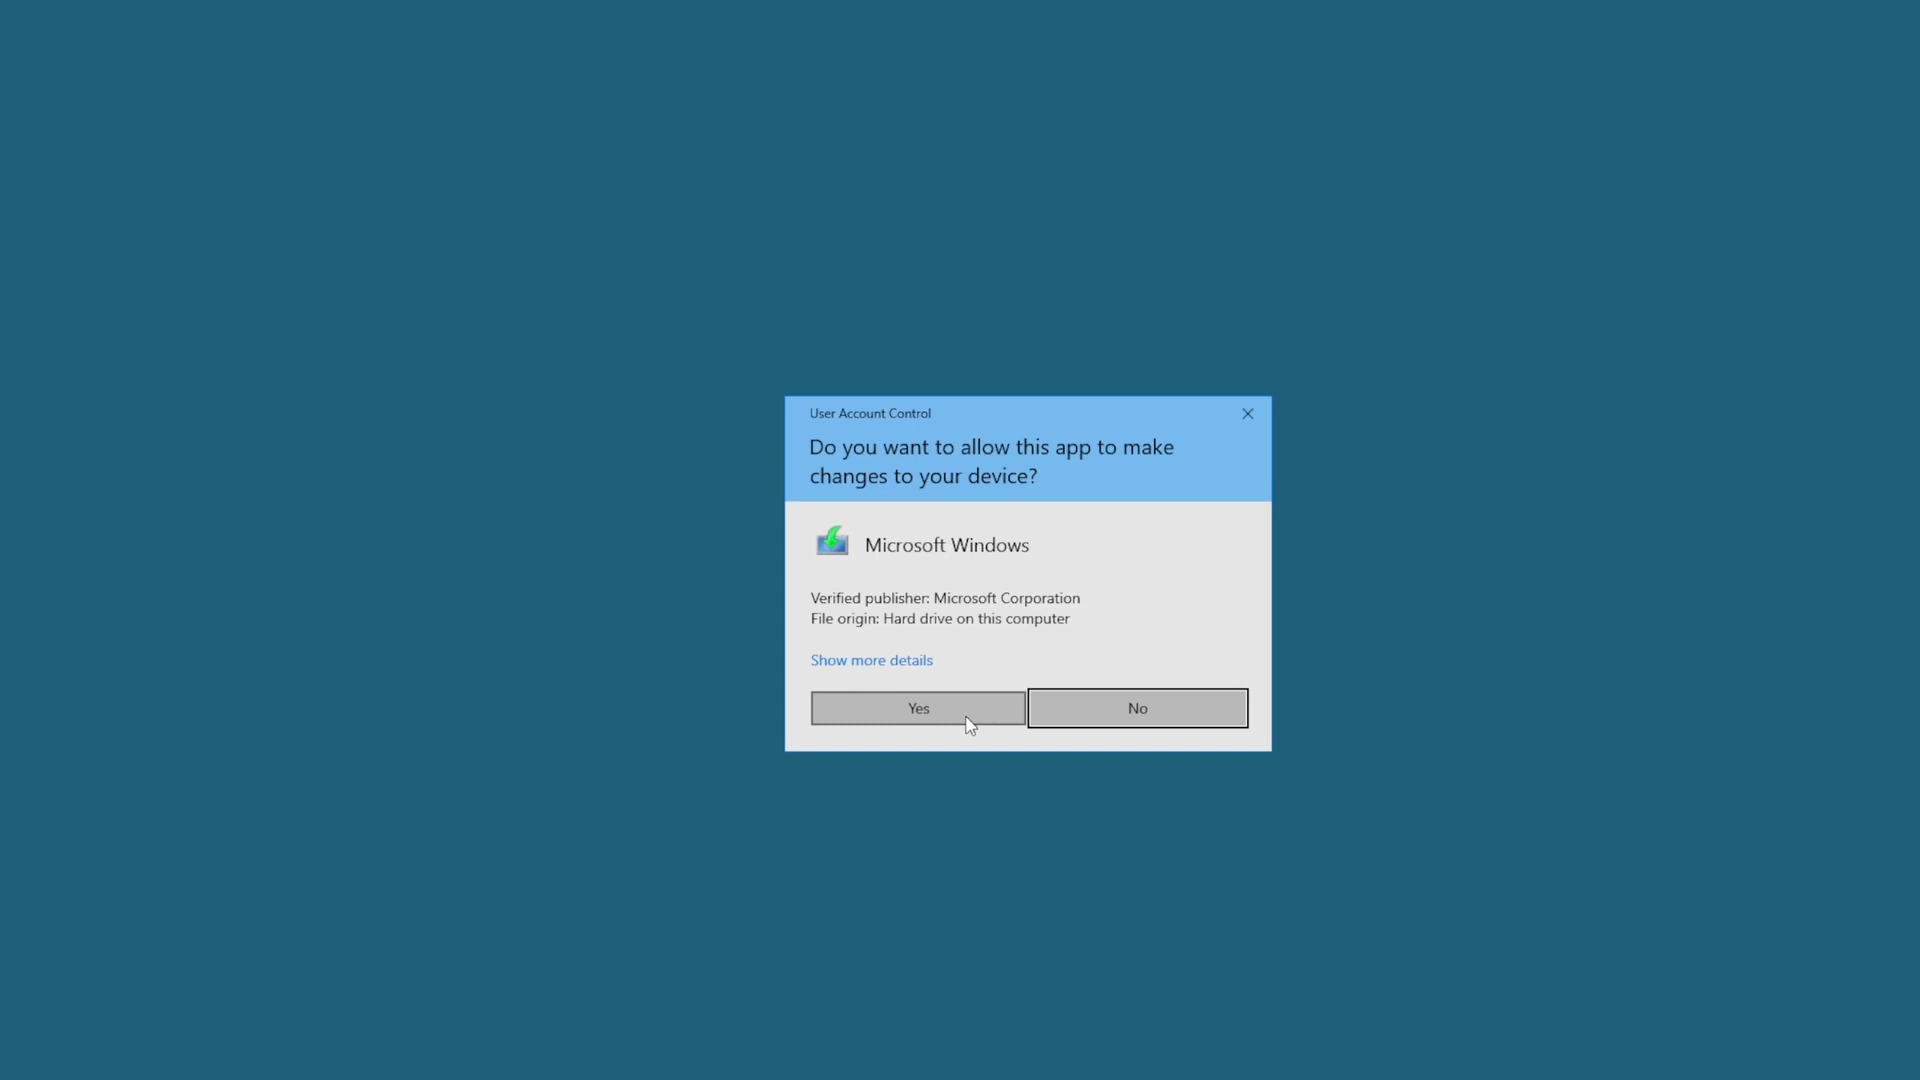 User Account Control
Do you want to allow this app to make
changes to your device?
Microsoft Windows
Verified publisher: Microsoft Corporation
File origin: Hard drive on this computer
Show more details
Yes
No